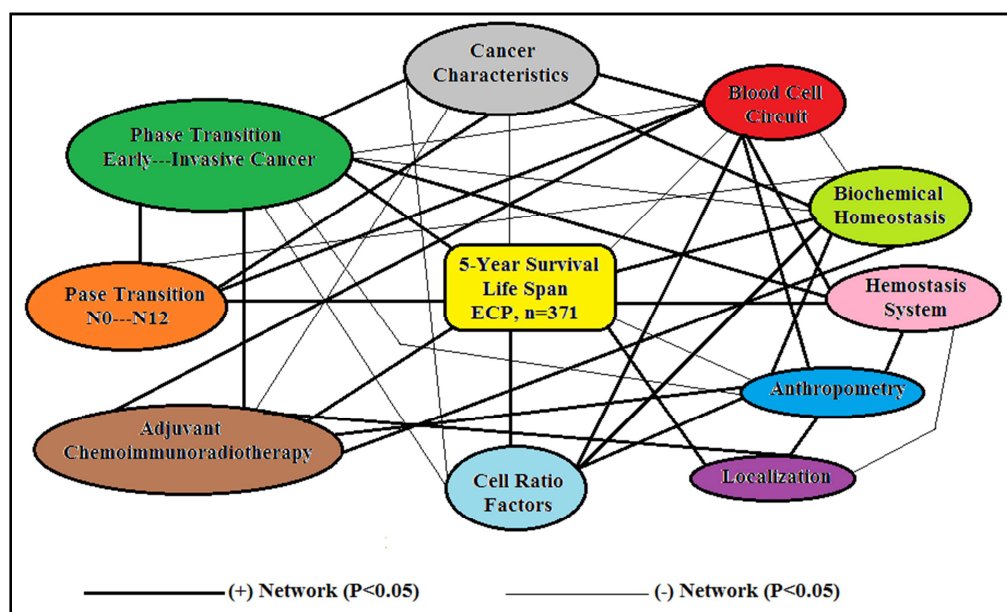 Cancer
Characteristics
Blood Cell
Circuit
Phase Transition
Early---Invasive Cancer
Biochemical
Homeostasis
5-Year Survival
Life Span
ECP, n=371
Pase Transition
N0---N12
Hemostasis
System
Anthropometry
Adjuvant
Chemoimmunoradiotherapy
Cell Ratio
Factors
Localization
(+) Network (P<0.05)
(-) Network (P<0.05)